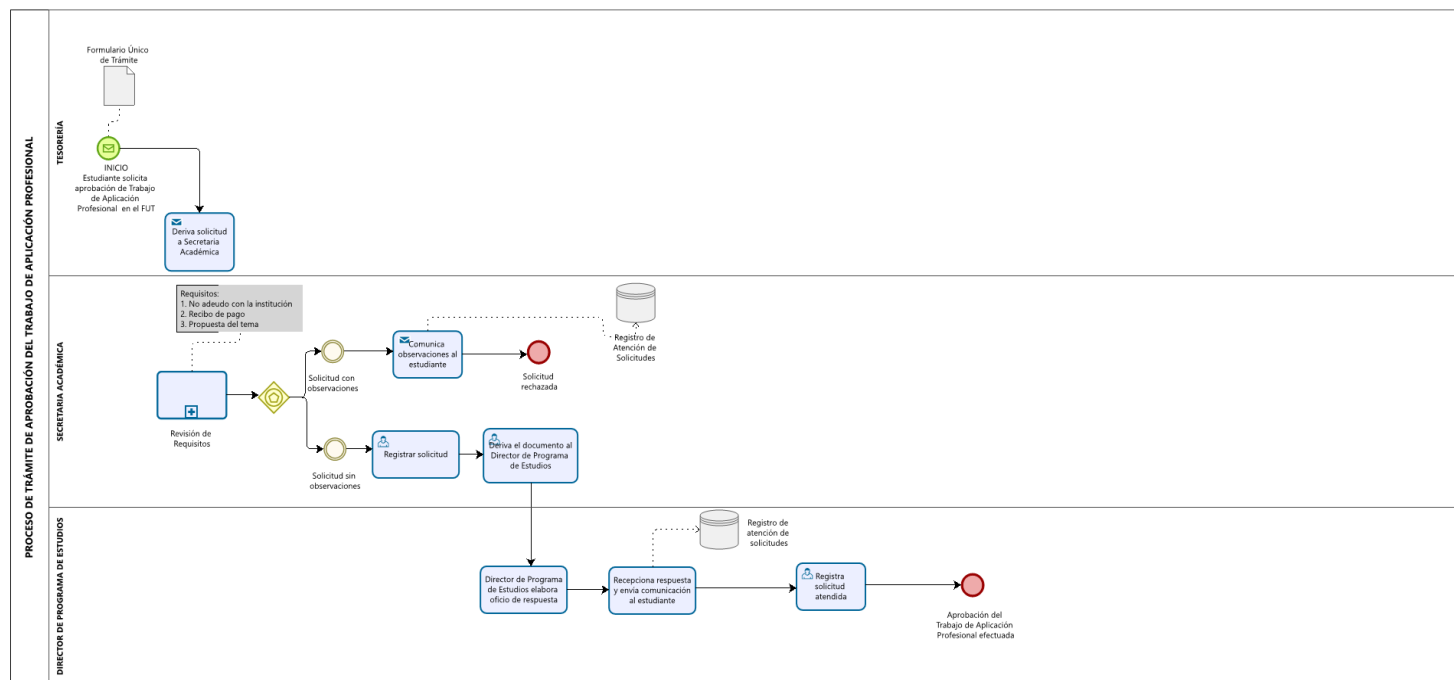 PROCESO DE TRÁMITE DE APROBACIÓN DEL TRABAJO DE APLICACIÓN PROFESIONAL
TESORERÍA
Formulario Único
de Trámite
INICIO
Estudiante solicita
aprobación de Trabajo
de Aplicación
Profesional en el FUT
Deriva solicitud
a Secretaria
Académica
SECRETARIA ACADÉMICA
Requisitos:
1. No adeudo con la institución
2. Recibo de pago
3. Propuesta del tema
Revisión de
Requisitos
Solicitud con
observaciones
Comunica
observaciones al
estudiante
Registro de
Atención de
Solicitudes
Solicitud
rechazada
Solicitud sin
observaciones
Registrar solicitud
Deriva el documento al
Director de Programa
de Estudios
DIRECTOR DE PROGRAMA DE ESTUDIOS
Director de Programa
de Estudios elabora
oficio de respuesta
Recepciona respuesta
y envia comunicación
al estudiante
Registro de
atención de
solicitudes
Registra
solicitud
atendida
Aprobación del
Trabajo de Aplicación
Profesional efectuada